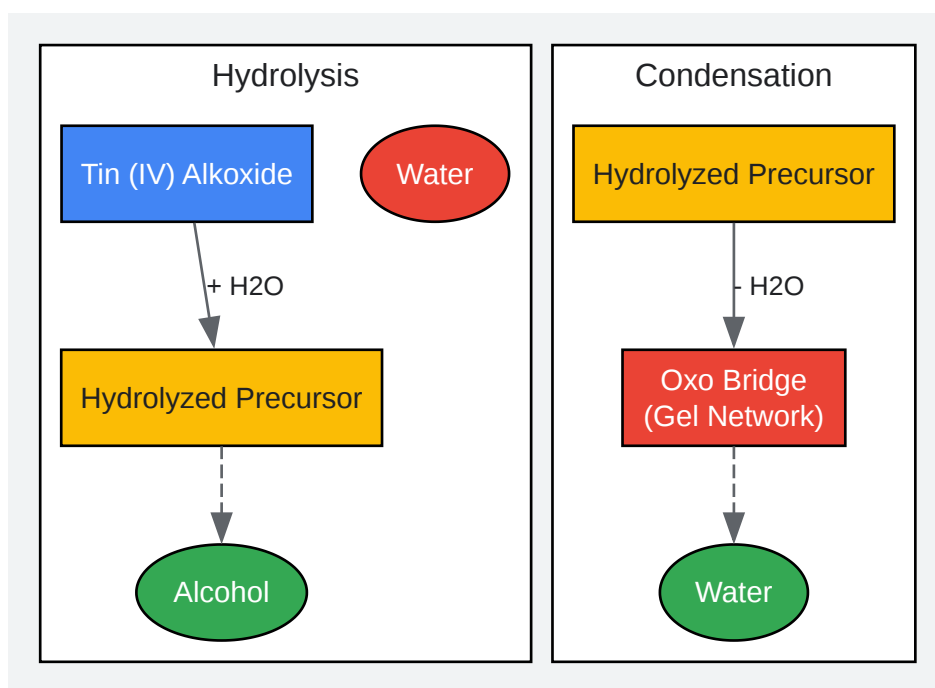 Hydrolysis
Tin (IV) Alkoxide
Water
+ H2O
Hydrolyzed Precursor
Alcohol
Condensation
Hydrolyzed Precursor
- H2O
Oxo Bridge
(Gel Network)
Water